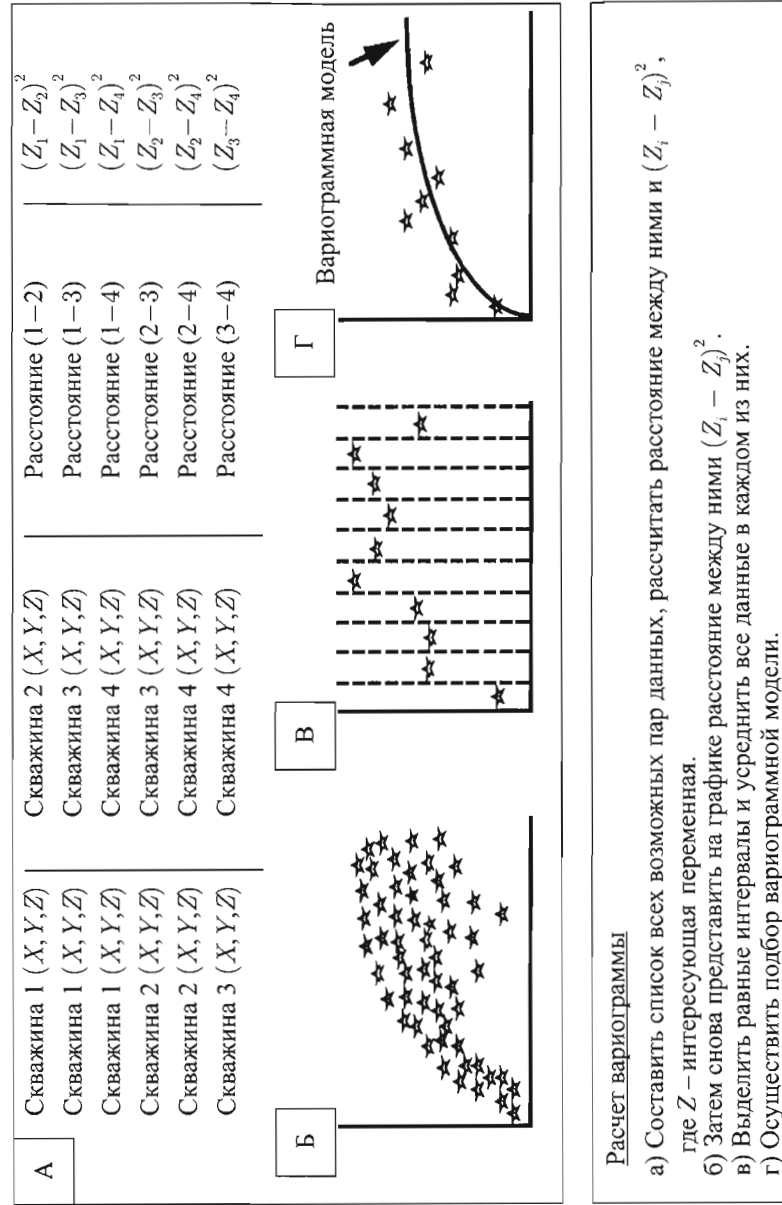 А
Скважина 1 (X,Y,Z) Скважина 2 (X,Y,Z) Расстояние (1–2) (Z₁–Z₂)²
Скважина 1 (X,Y,Z) Скважина 3 (X,Y,Z) Расстояние (1–3) (Z₁–Z₃)²
Скважина 1 (X,Y,Z) Скважина 4 (X,Y,Z) Расстояние (1–4) (Z₁–Z₄)²
Скважина 2 (X,Y,Z) Скважина 3 (X,Y,Z) Расстояние (2–3) (Z₂–Z₃)²
Скважина 2 (X,Y,Z) Скважина 4 (X,Y,Z) Расстояние (2–4) (Z₂–Z₄)²
Скважина 3 (X,Y,Z) Скважина 4 (X,Y,Z) Расстояние (3–4) (Z₃–Z₄)²
Б
В
Г
Вариограммная модель
Расчет вариограммы
а) Составить список всех возможных пар данных, рассчитать расстояние между ними и (Zᵢ – Zⱼ)²,
где Z – интересующая переменная.
б) Затем снова представить на графике расстояние между ними (Zᵢ – Zⱼ)².
в) Выделить равные интервалы и усреднить все данные в каждом из них.
г) Осуществить подбор вариограммной модели.